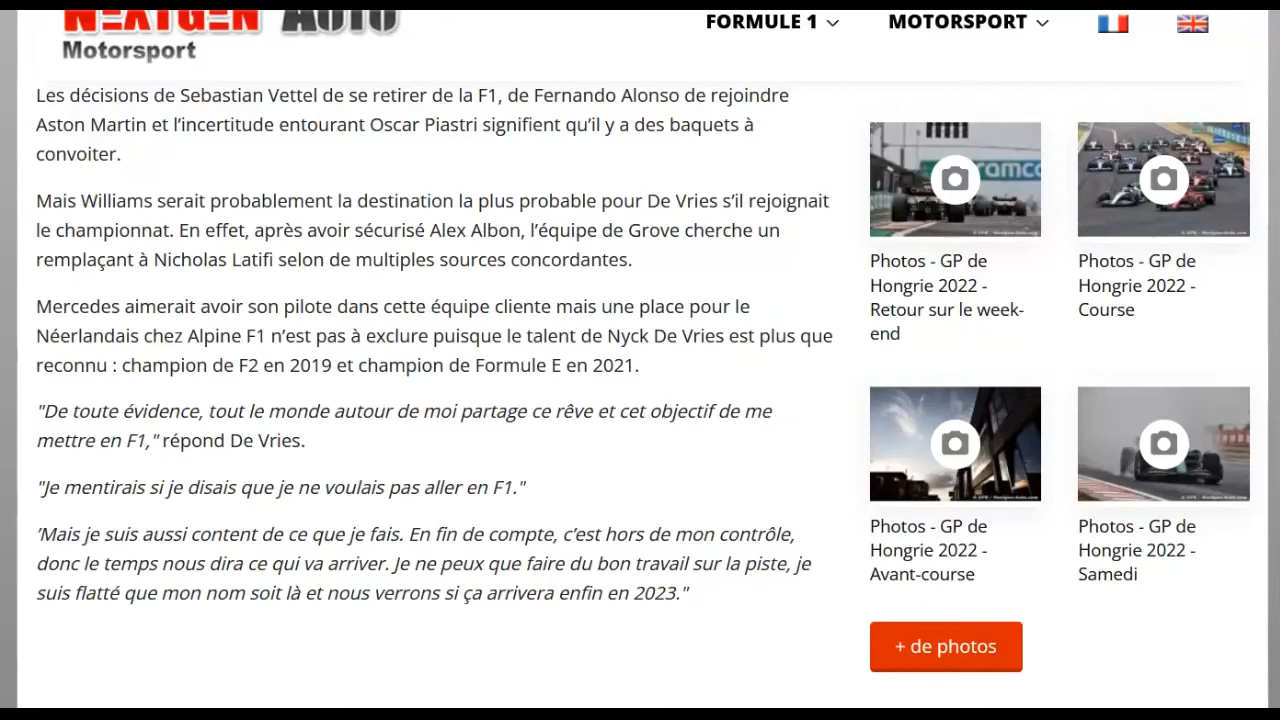 NEXTGEN AUTO
Motorsport
FORMULE 1
MOTORSPORT
Les décisions de Sebastian Vettel de se retirer de la F1, de Fernando Alonso de rejoindre
Aston Martin et l’incertitude entourant Oscar Piastri signifient qu’il y a des baquets à
convoiter.
Mais Williams serait probablement la destination la plus probable pour De Vries s’il rejoignait
le championnat. En effet, après avoir sécurisé Alex Albon, l’équipe de Grove cherche un
remplaçant à Nicholas Latifi selon de multiples sources concordantes.
Mercedes aimerait avoir son pilote dans cette équipe cliente mais une place pour le
Néerlandais chez Alpine F1 n’est pas à exclure puisque le talent de Nyck De Vries est plus que
reconnu : champion de F2 en 2019 et champion de Formule E en 2021.
"De toute évidence, tout le monde autour de moi partage ce rêve et cet objectif de me
mettre en F1," répond De Vries.
"Je mentirais si je disais que je ne voulais pas aller en F1."
’Mais je suis aussi content de ce que je fais. En fin de compte, c’est hors de mon contrôle,
donc le temps nous dira ce qui va arriver. Je ne peux que faire du bon travail sur la piste, je
suis flatté que mon nom soit là et nous verrons si ça arrivera enfin en 2023."
aramco
Photos - GP de
Hongrie 2022 -
Retour sur le week-
end
Photos - GP de
Hongrie 2022 -
Course
Photos - GP de
Hongrie 2022 -
Avant-course
Photos - GP de
Hongrie 2022 -
Samedi
+ de photos